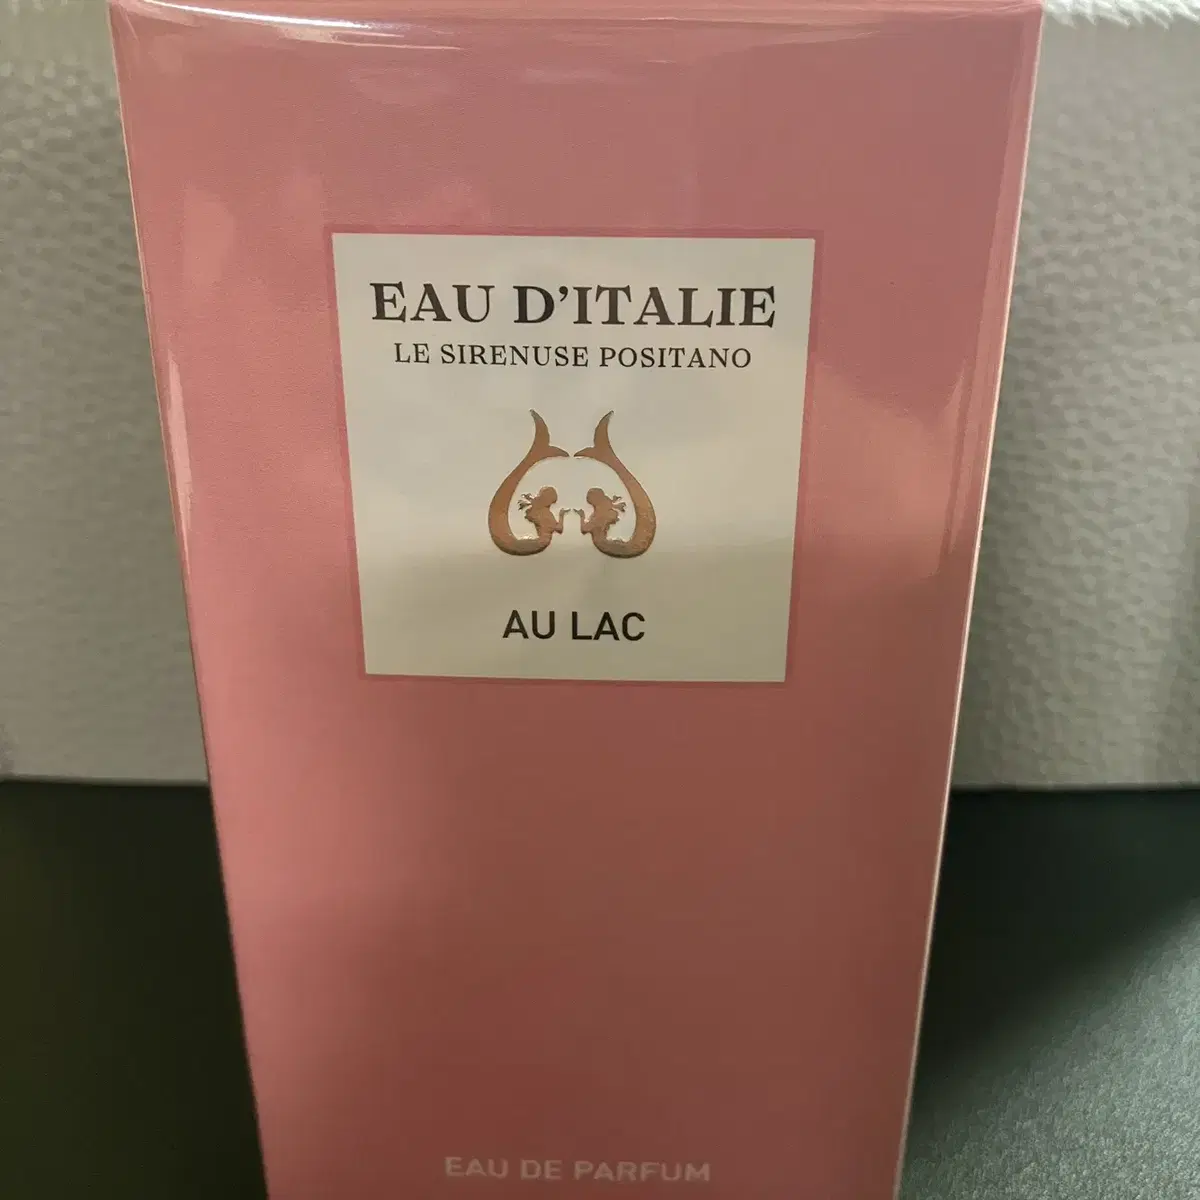 EAU D'ITALIE
LE SIRENUSE POSITANO
AU LAC
EAU DE PARFUM